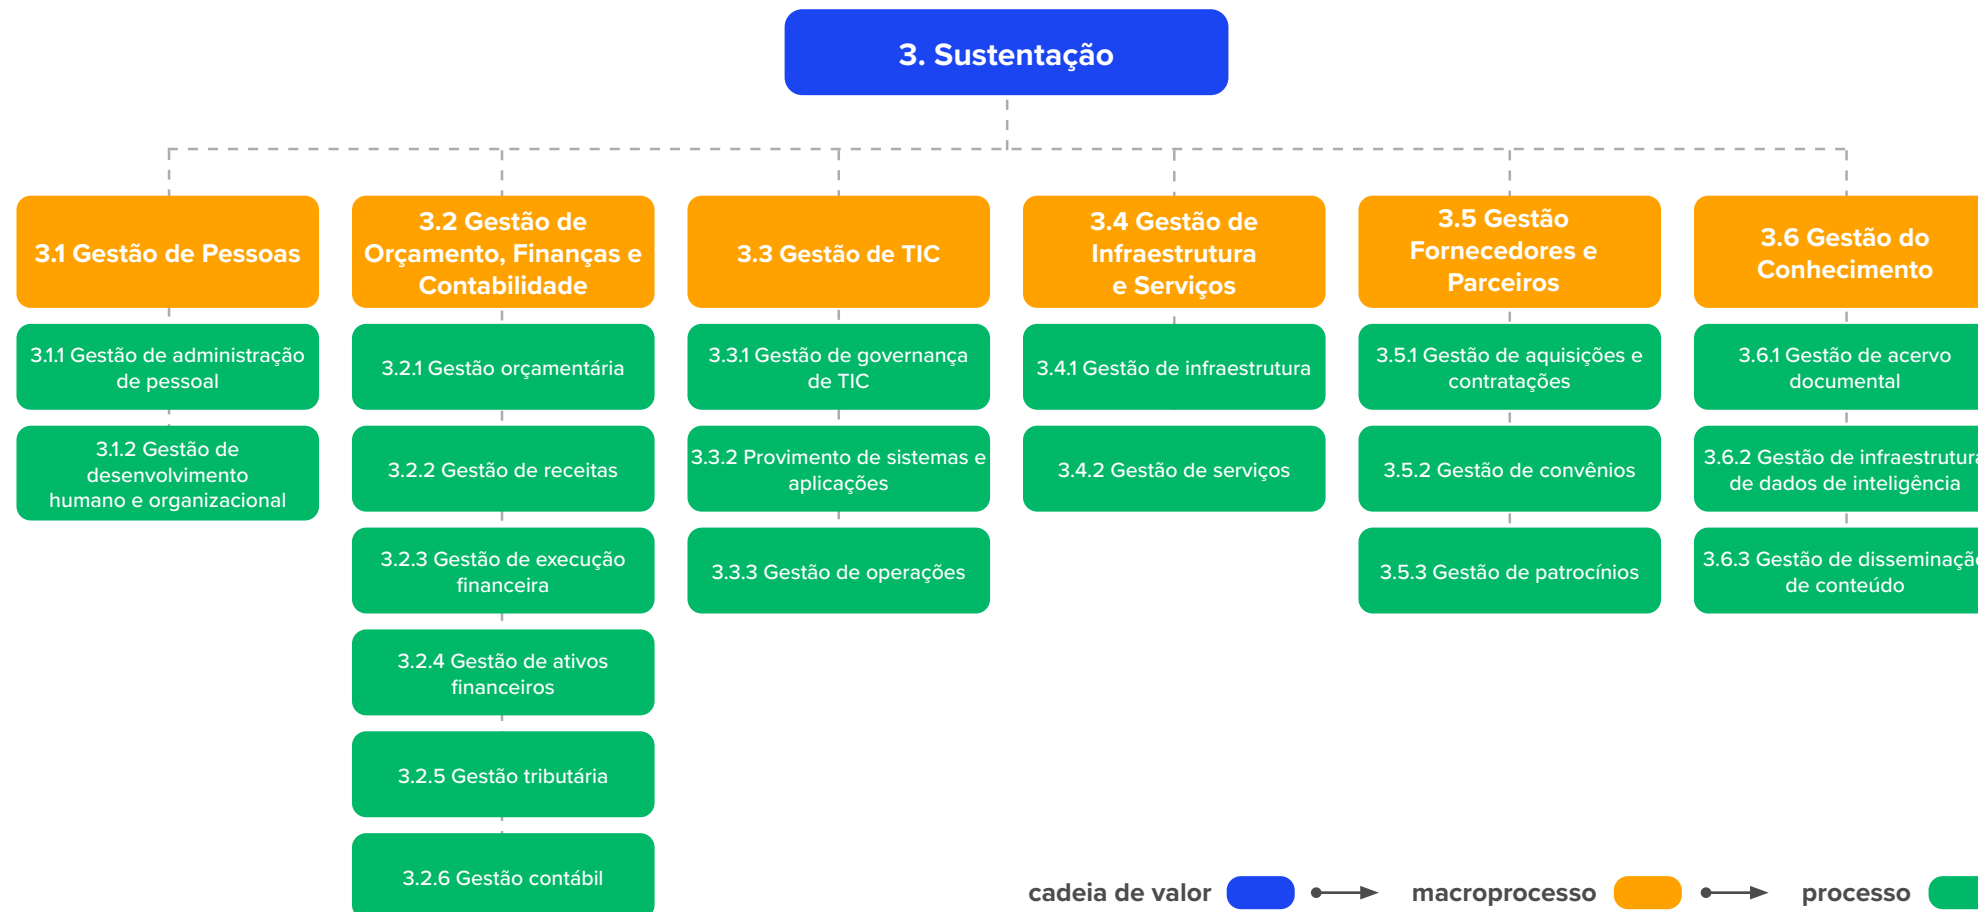 3. Sustentação
3.1 Gestão de Pessoas
3.1.1 Gestão de administração
de pessoal
3.1.2 Gestão de
desenvolvimento
humano e organizacional
3.2 Gestão de
Orçamento, Finanças e
Contabilidade
3.2.1 Gestão orçamentária
3.2.2 Gestão de receitas
3.2.3 Gestão de execução
financeira
3.2.4 Gestão de ativos
financeiros
3.2.5 Gestão tributária
3.2.6 Gestão contábil
3.3 Gestão de TIC
3.3.1 Gestão de governança
de TIC
3.3.2 Provimento de sistemas e
aplicações
3.3.3 Gestão de operações
3.4 Gestão de
Infraestrutura
e Serviços
3.4.1 Gestão de infraestrutura
3.4.2 Gestão de serviços
3.5 Gestão
Fornecedores e
Parceiros
3.5.1 Gestão de aquisições e
contratações
3.5.2 Gestão de convênios
3.5.3 Gestão de patrocínios
3.6 Gestão do
Conhecimento
3.6.1 Gestão de acervo
documental
3.6.2 Gestão de infraestrutura
de dados de inteligência
3.6.3 Gestão de disseminação
de conteúdo
cadeia de valor
macroprocesso
processo